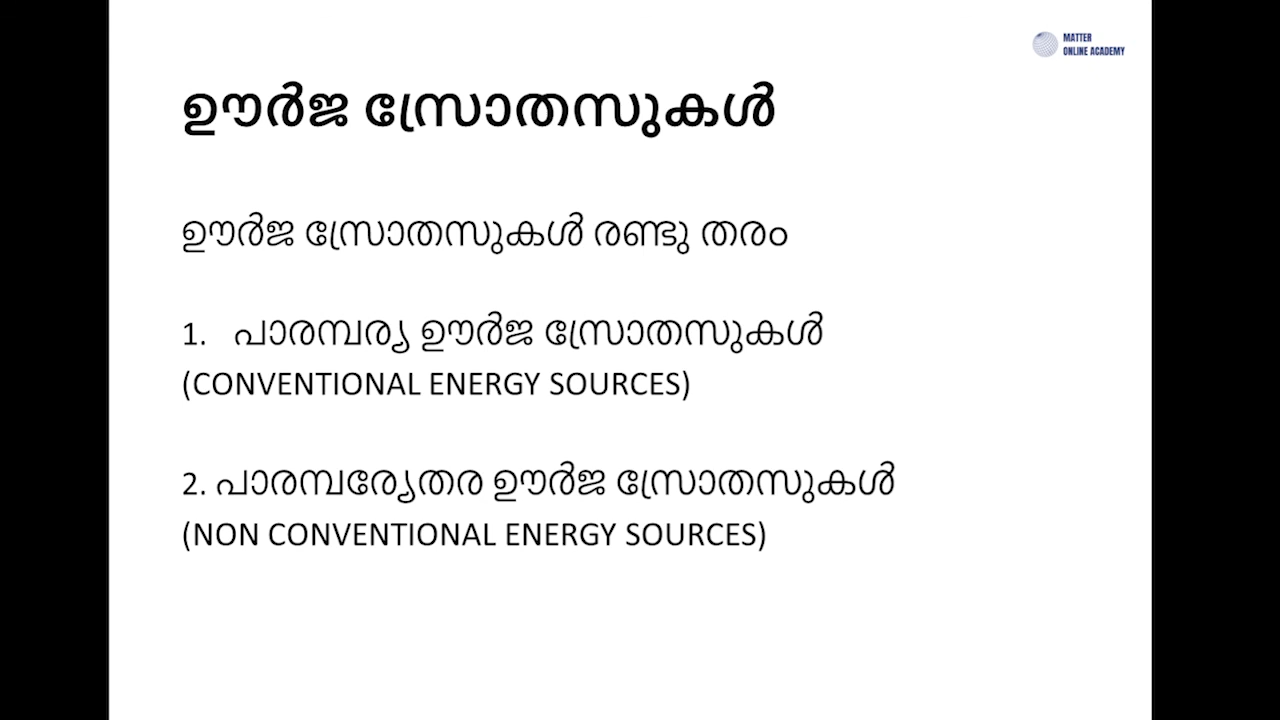 MATTER
ONLINE ACADEMY
ഊർജ സ്രോതസുകൾ
ഊർജ സ്രോതസുകൾ രണ്ടു തരം
1. പാരമ്പര്യ ഊർജ സ്രോതസുകൾ
(CONVENTIONAL ENERGY SOURCES)
2. പാരമ്പര്യേതര ഊർജ സ്രോതസുകൾ
(NON CONVENTIONAL ENERGY SOURCES)